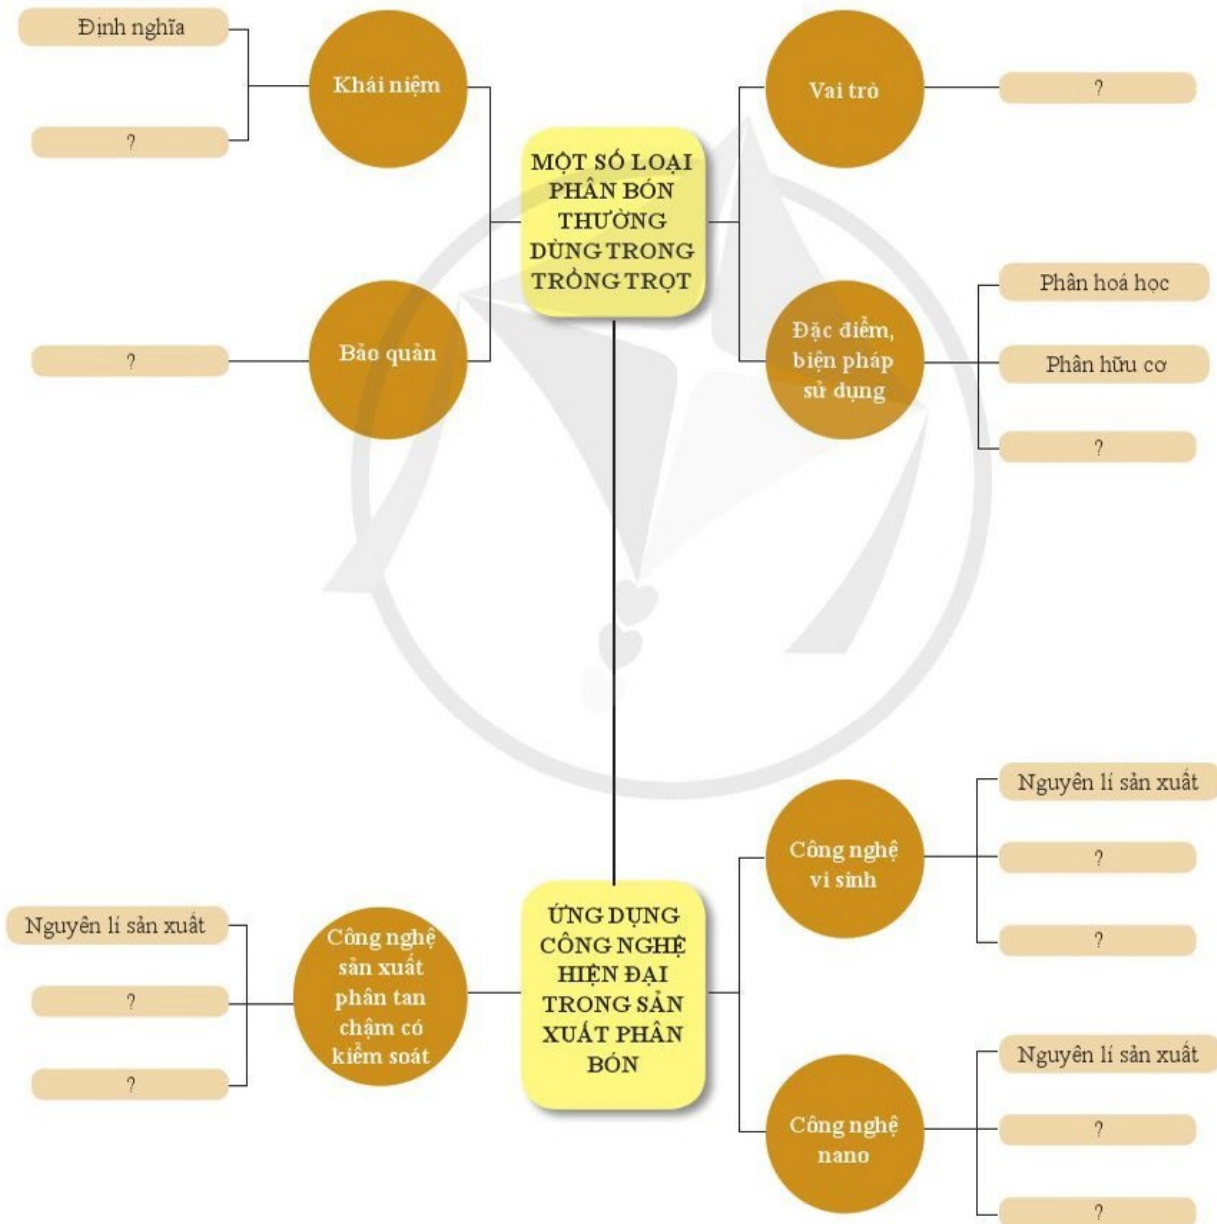 Định nghĩa
Khái niệm
?
Bảo quản
?
MỘT SỐ LOẠI
PHÂN BÓN
THƯỜNG
DÙNG TRONG
TRỒNG TRỌT
Vai trò
?
Đặc điểm,
biện pháp
sử dụng
Phân hoá học
Phân hữu cơ
?
Nguyên lí sản xuất
?
?
Công nghệ
sản xuất
phân tan
chậm có
kiểm soát
ỨNG DỤNG
CÔNG NGHỆ
HIỆN ĐẠI
TRONG SẢN
XUẤT PHÂN
BÓN
Công nghệ
vi sinh
Nguyên lí sản xuất
?
?
Công nghệ
nano
Nguyên lí sản xuất
?
?